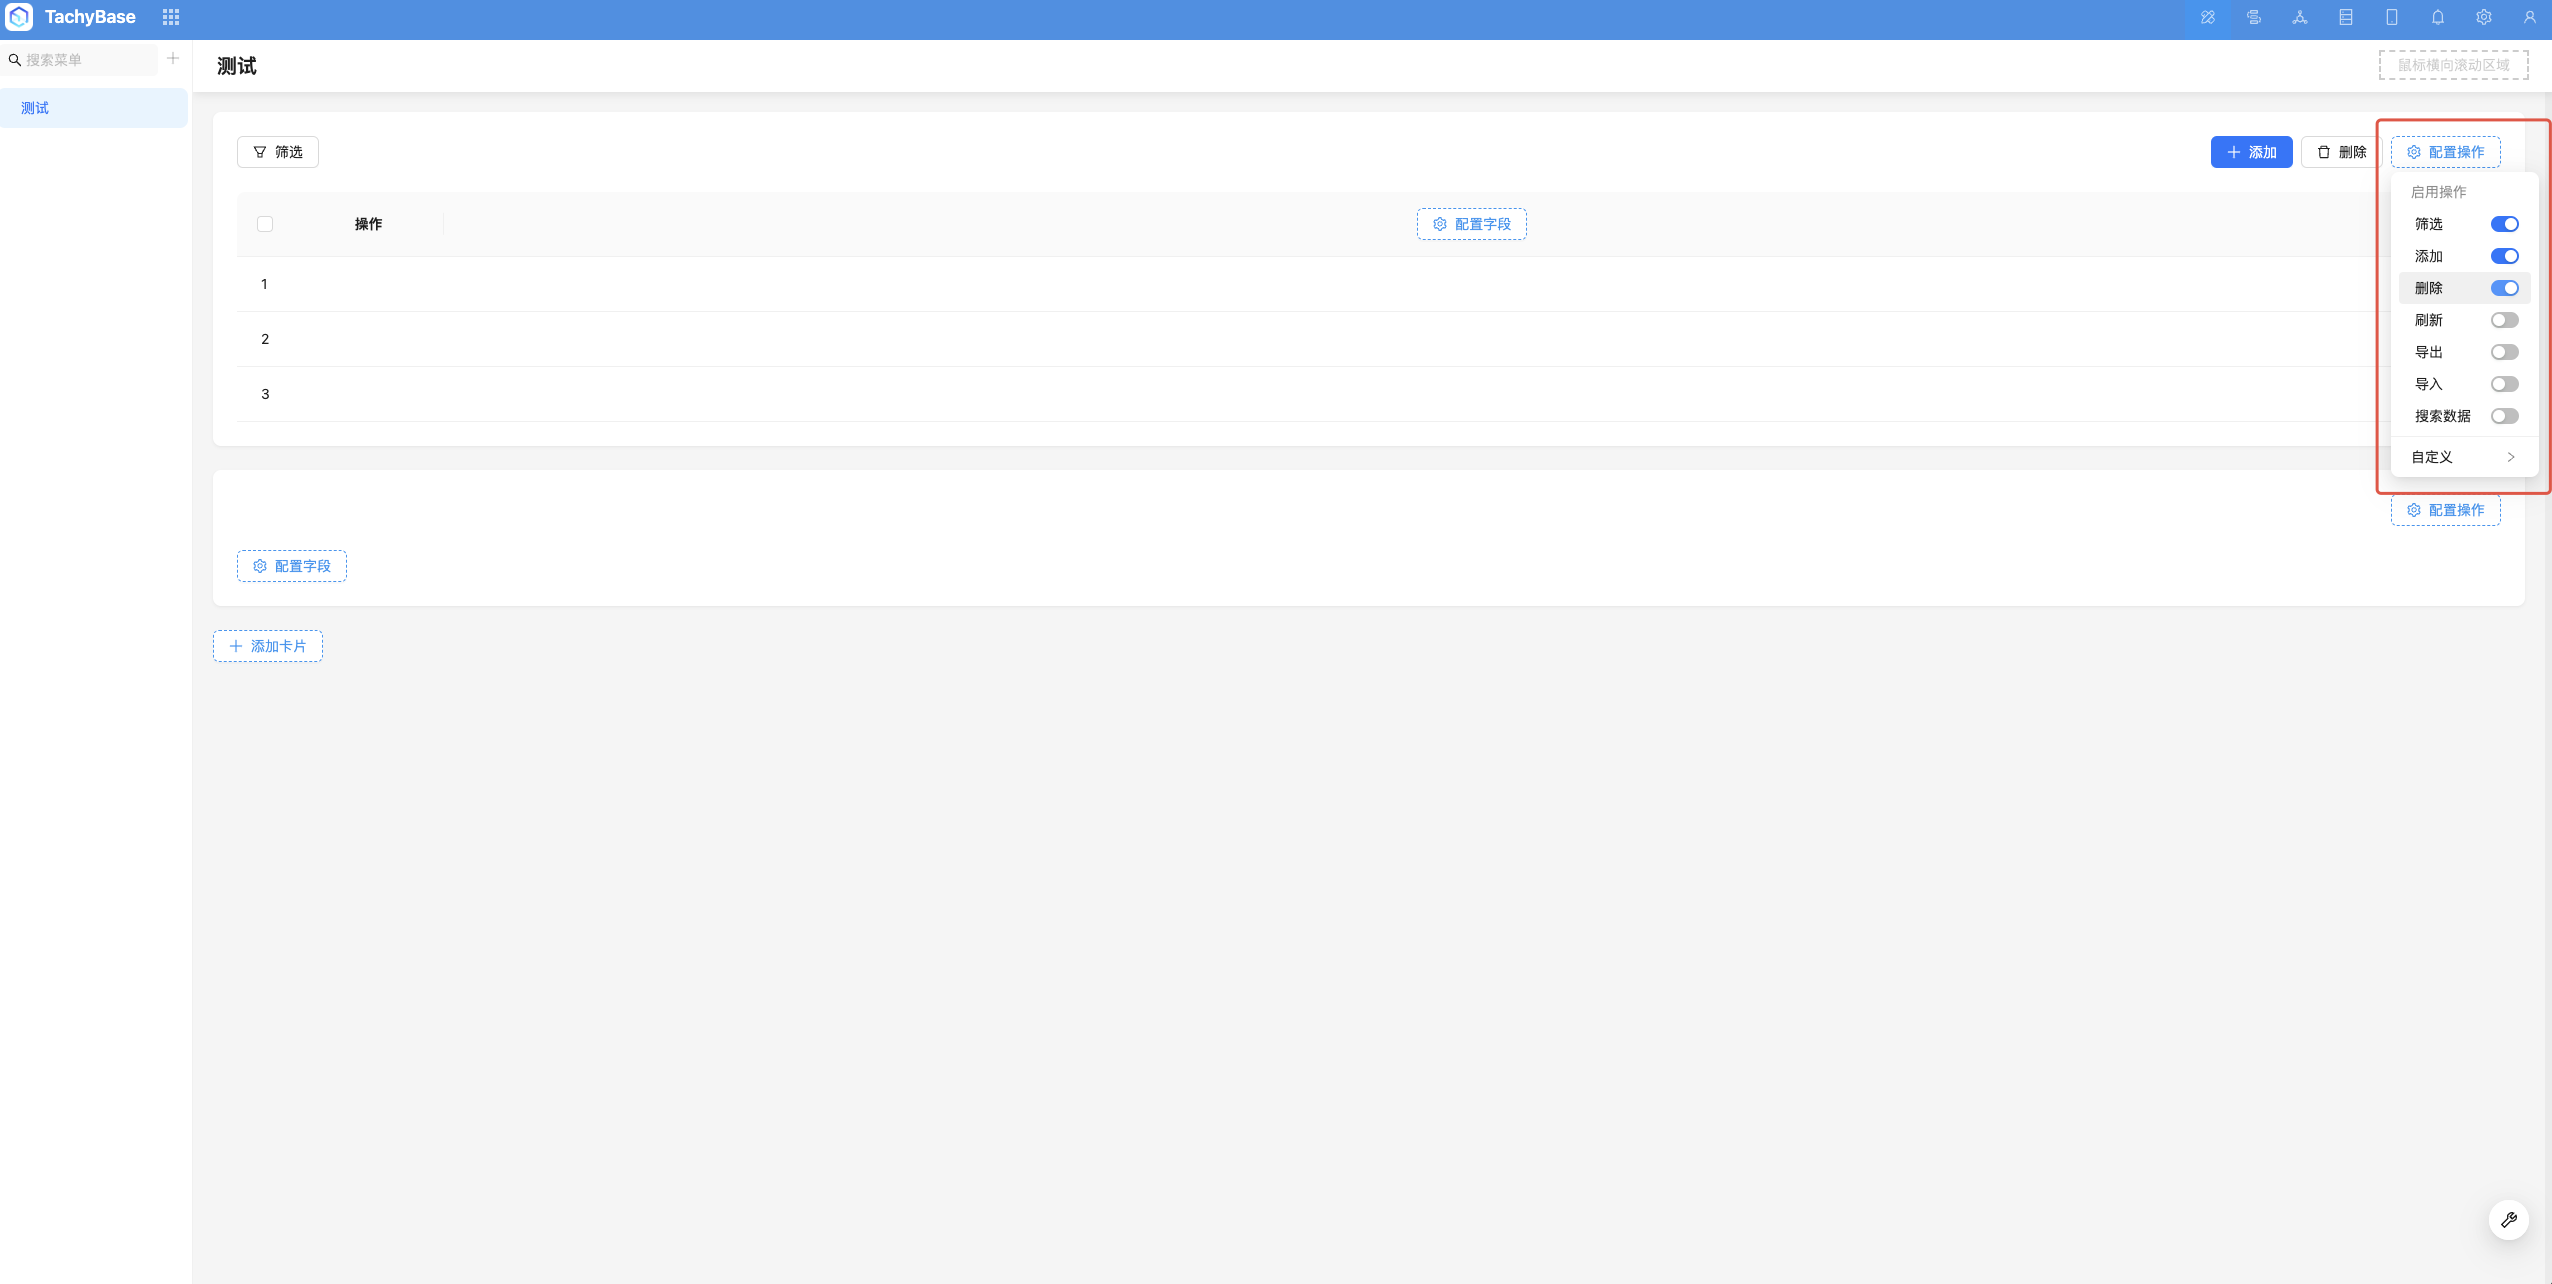 TachyBase
搜索菜单
测试
测试
鼠标横向滚动区域
筛选
添加
删除
配置操作
操作
配置字段
1
2
3
启用操作
筛选
添加
删除
刷新
导出
导入
搜索数据
自定义
配置操作
配置字段
添加卡片